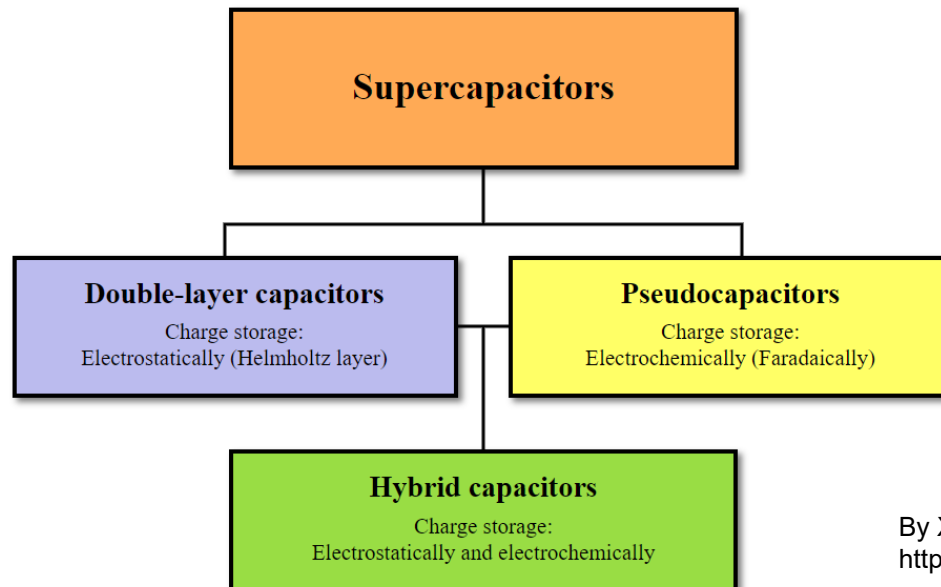 Supercapacitors
Double-layer capacitors
Charge storage:
Electrostatically (Helmholtz layer)
Pseudocapacitors
Charge storage:
Electrochemically (Faradaically)
Hybrid capacitors
Charge storage:
Electrostatically and electrochemically
By X
http